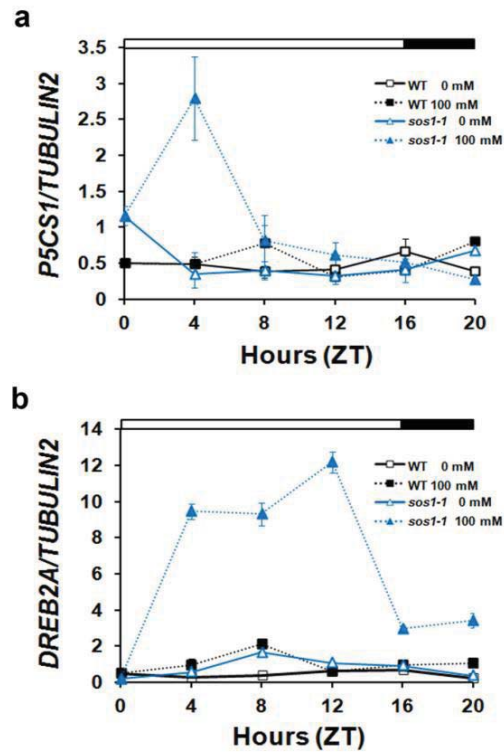 a
P5CS1/TUBULIN2
3.5
3
2.5
2
1.5
1
0.5
0
WT 0 mM
WT 100 mM
sos1-1 0 mM
sos1-1 100 mM
0 4 8 12 16 20
Hours (ZT)
b
DREB2A/TUBULIN2
14
12
10
8
6
4
2
0
WT 0 mM
WT 100 mM
sos1-1 0 mM
sos1-1 100 mM
0 4 8 12 16 20
Hours (ZT)